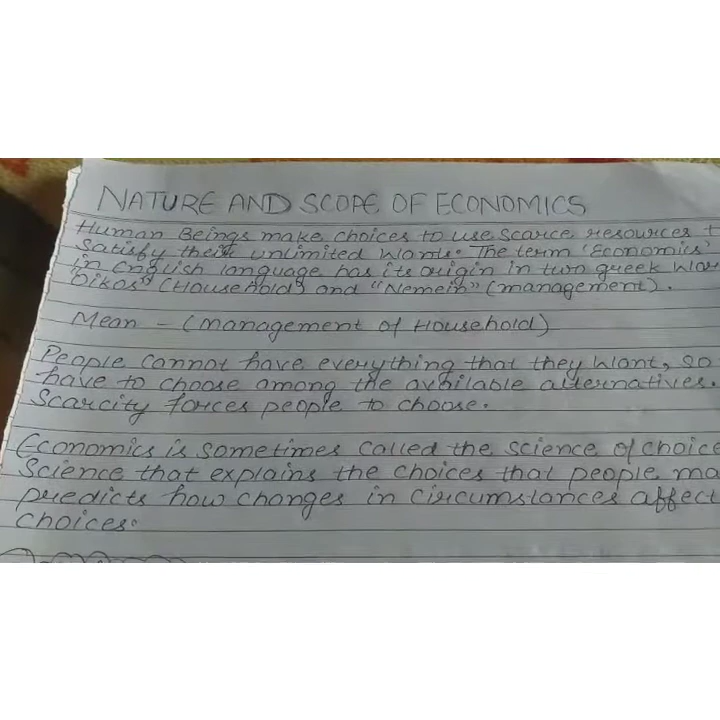 NATURE AND SCOPE OF ECONOMICS
Human Beings make choices to use scarce resources t
satisfy their unlimited wants. The term 'Economics'
in English language has its origin in two greek wor
"Oikos" (Household) and "Nemein" (management).
Mean - (management of Household)
People cannot have everything that they want, so
have to choose among the available alternatives.
Scarcity forces people to choose.
Economics is sometimes called the science of choice
Science that explains the choices that people ma
predicts how changes in circumstances affect
choices.